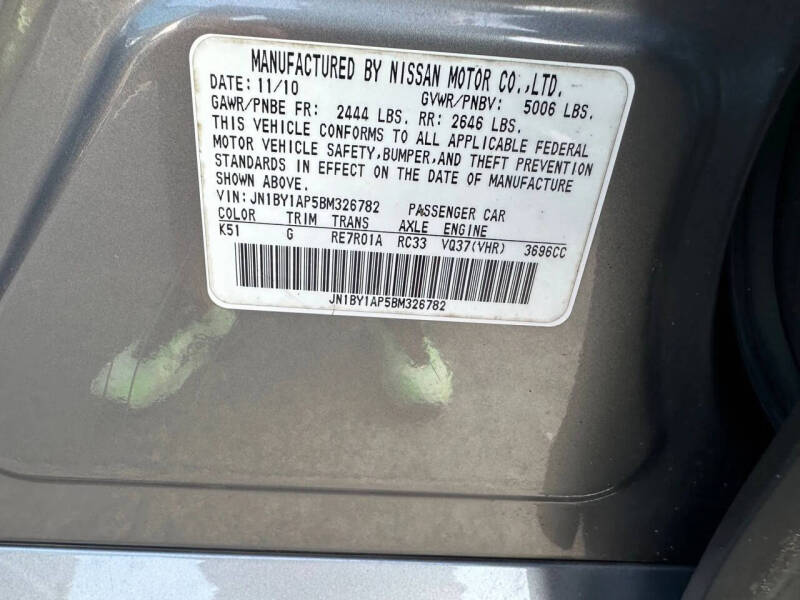 MANUFACTURED BY NISSAN MOTOR CO.,LTD.
DATE: 11/10 GVWR/PNBV: 5006 LBS.
GAWR/PNBE FR: 2444 LBS. RR: 2646 LBS.
THIS VEHICLE CONFORMS TO ALL APPLICABLE FEDERAL
MOTOR VEHICLE SAFETY,BUMPER,AND THEFT PREVENTION
STANDARDS IN EFFECT ON THE DATE OF MANUFACTURE
SHOWN ABOVE.
VIN: JN1BY1AP5BM326782 PASSENGER CAR
COLOR TRIM TRANS AXLE ENGINE
K51 G RE7R01A RC33 VQ37(VHR) 3696CC
JN1BY1AP5BM326782